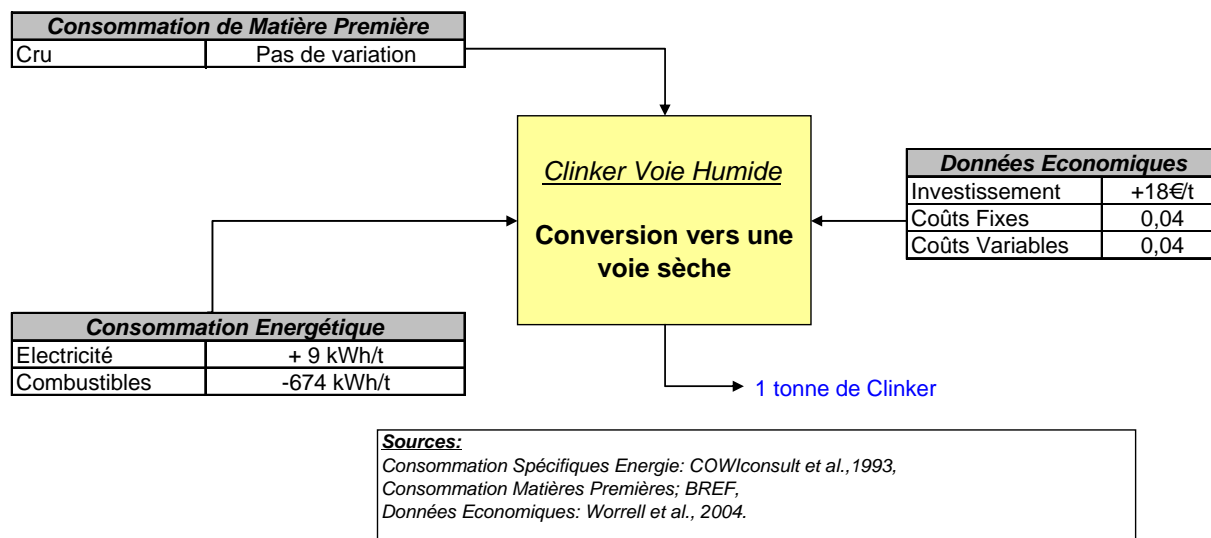 Consommation de Matière Première
Cru Pas de variation
Clinker Voie Humide
Conversion vers une
voie sèche
Données Economiques
Investissement +18€/t
Coûts Fixes 0,04
Coûts Variables 0,04
Consommation Energétique
Electricité + 9 kWh/t
Combustibles -674 kWh/t
1 tonne de Clinker
Sources:
Consommation Spécifiques Energie: COWIconsult et al.,1993,
Consommation Matières Premières; BREF,
Données Economiques: Worrell et al., 2004.